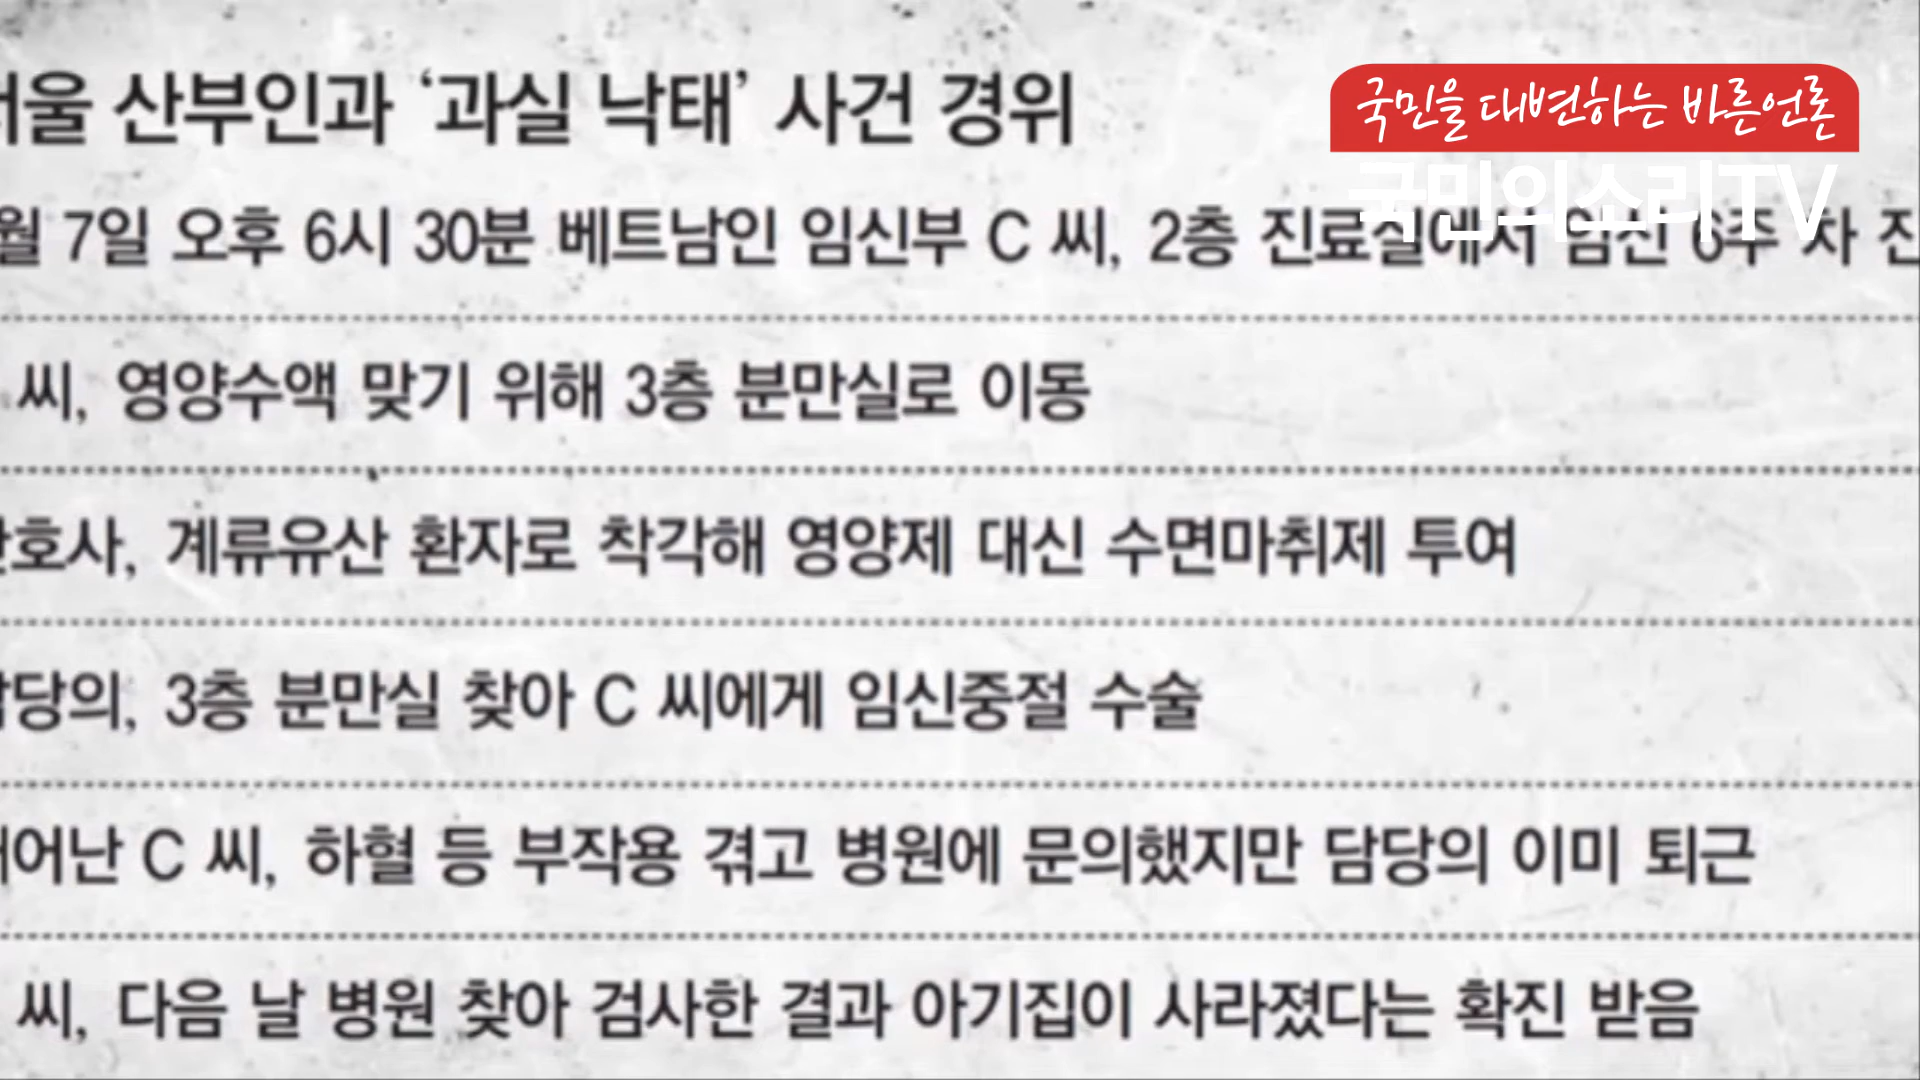 서울 산부인과 ‘과실 낙태’ 사건 경위
국민을 대변하는 바른언론
국민의소리TV
월 7일 오후 6시 30분 베트남인 임신부 C 씨, 2층 진료실에서 임신 6주 차
씨, 영양수액 맞기 위해 3층 분만실로 이동
간호사, 계류유산 환자로 착각해 영양제 대신 수면마취제 투여
담당의, 3층 분만실 찾아 C 씨에게 임신중절 수술
깨어난 C 씨, 하혈 등 부작용 겪고 병원에 문의했지만 담당의 이미 퇴근
씨, 다음 날 병원 찾아 검사한 결과 아기집이 사라졌다는 확진 받음